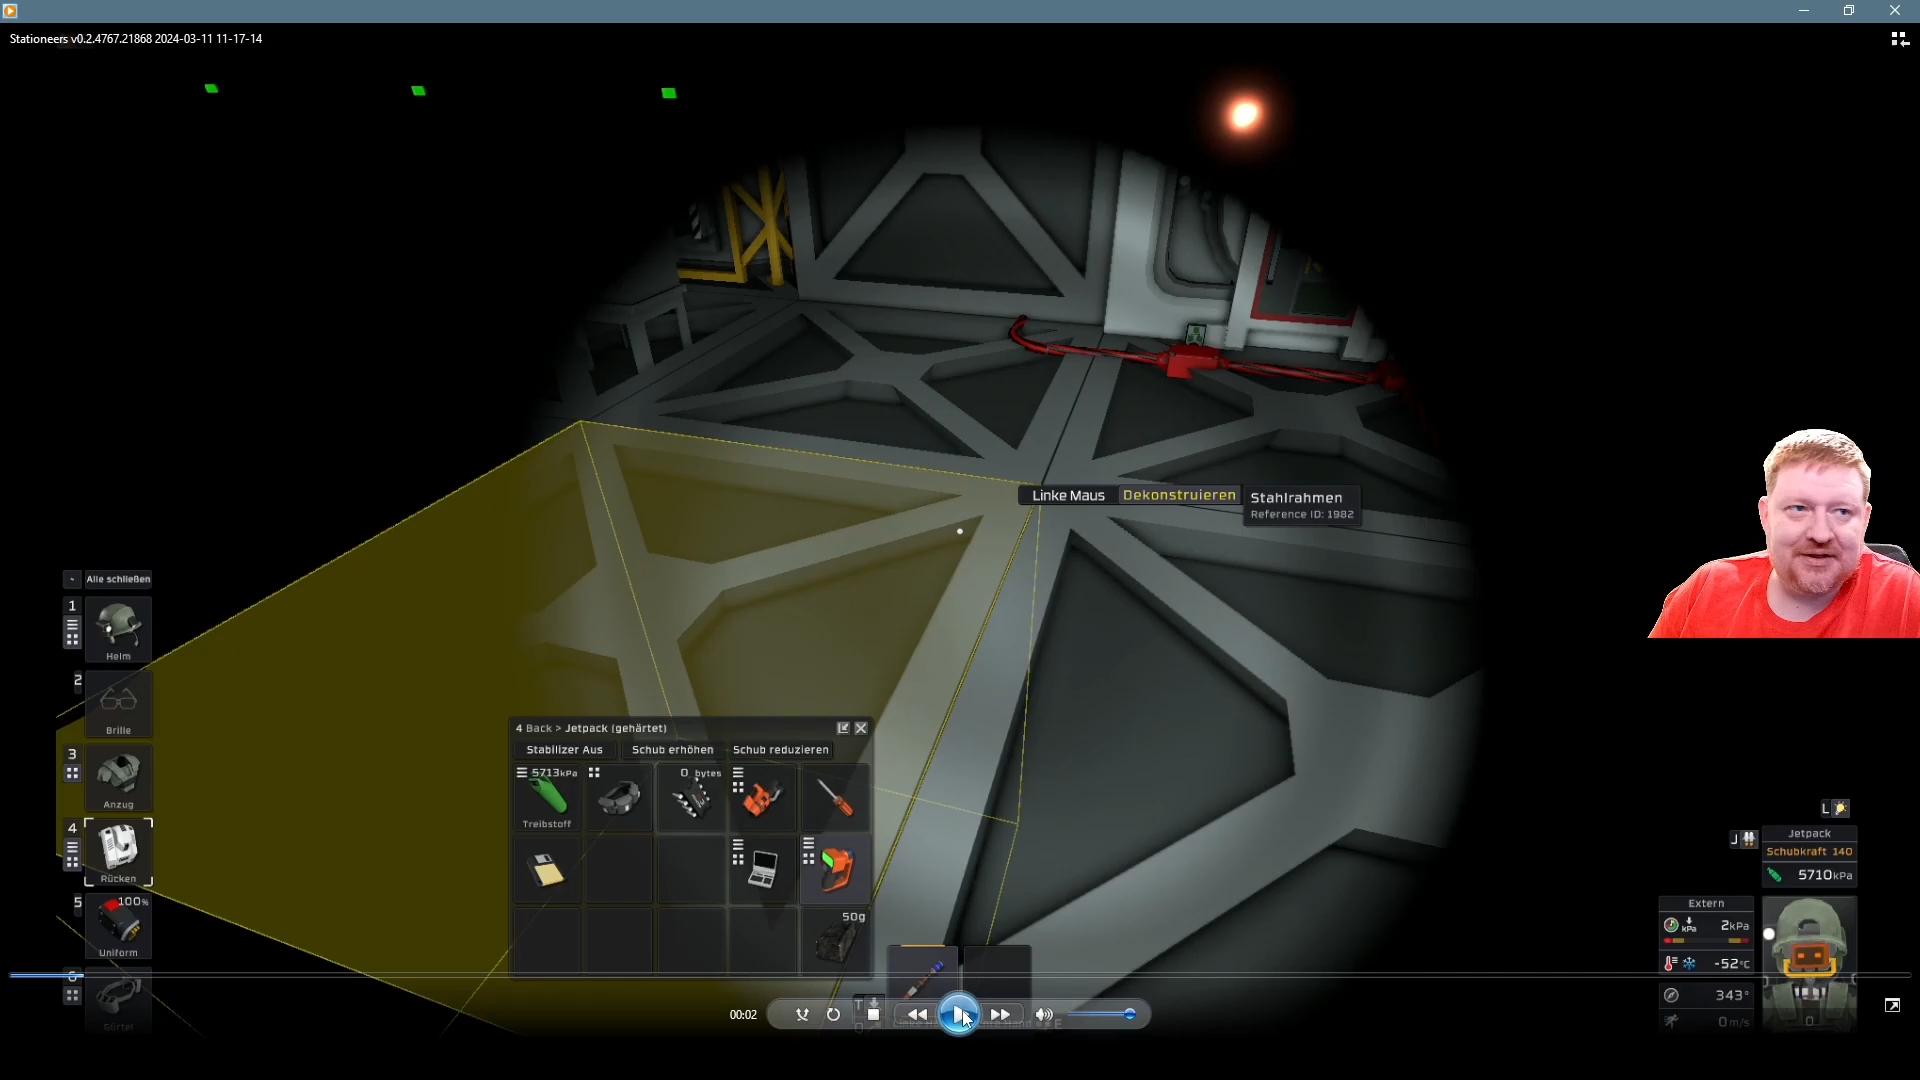 Stationeers v0.2.4767.21868 2024-03-11 11-17-14
Linke Maus Dekonstruieren Stahlrahmen
Reference ID: 1982
- Alle schließen
1
Helm
2
Brille
3
Anzug
4
Rücken
5 100%
Uniform
6
Gürtel
4 Back > Jetpack (gehärtet)
Stabilizer Aus Schub erhöhen Schub reduzieren
5713kPa 0 bytes
Treibstoff
50g
L
J Jetpack
Schubkraft 140
5710kPa
Extern
kPa 2kPa
-52°C
343°
0m/s
0
00:02